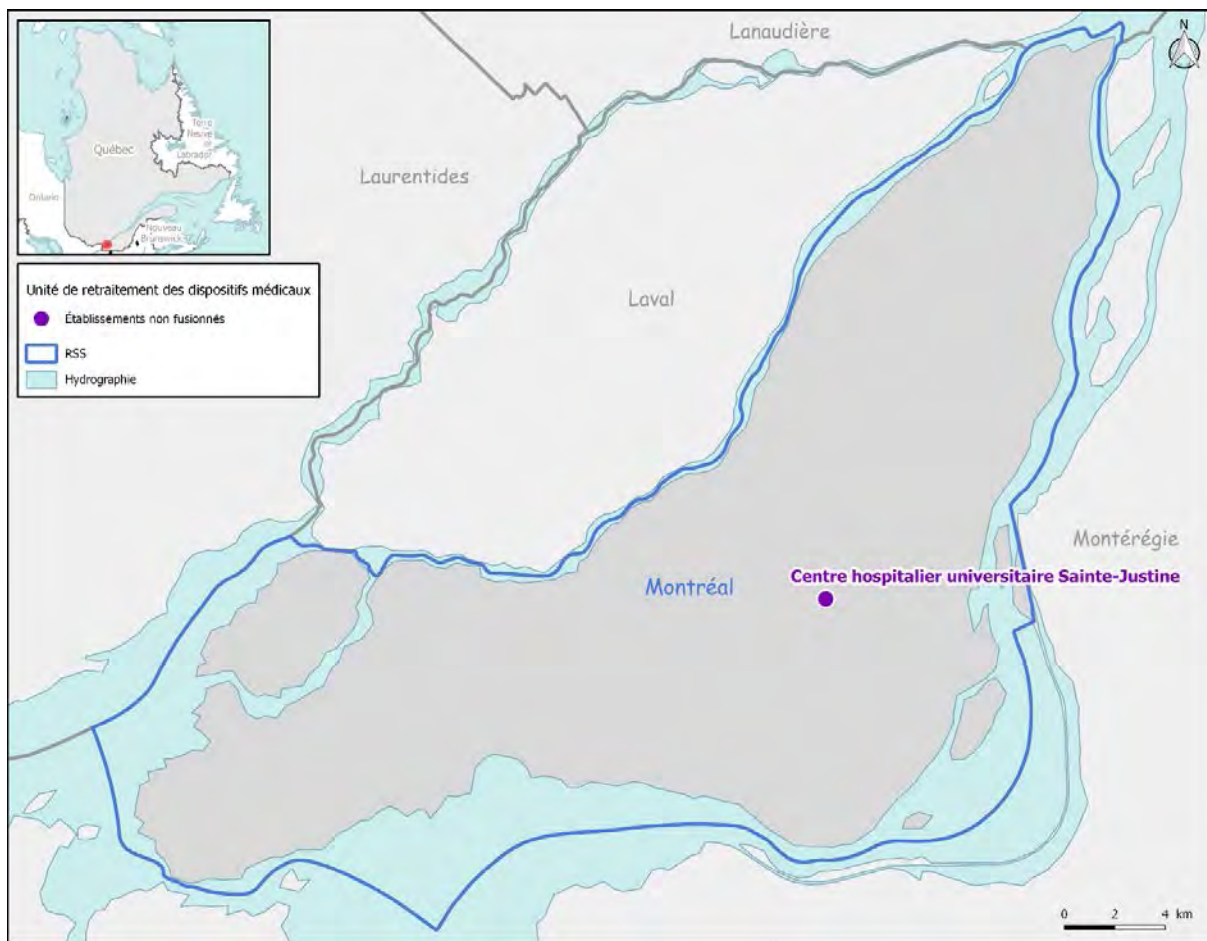 Lanaudière
N
Terre
Neuve
et
Labrador
Québec
Ontario
Nouveau
Brunswick
Laurentides
Unité de retraitement des dispositifs médicaux
Établissements non fusionnés
RSS
Hydrographie
Laval
Montérégie
Centre hospitalier universitaire Sainte-Justine
Montréal
0 2 4 km